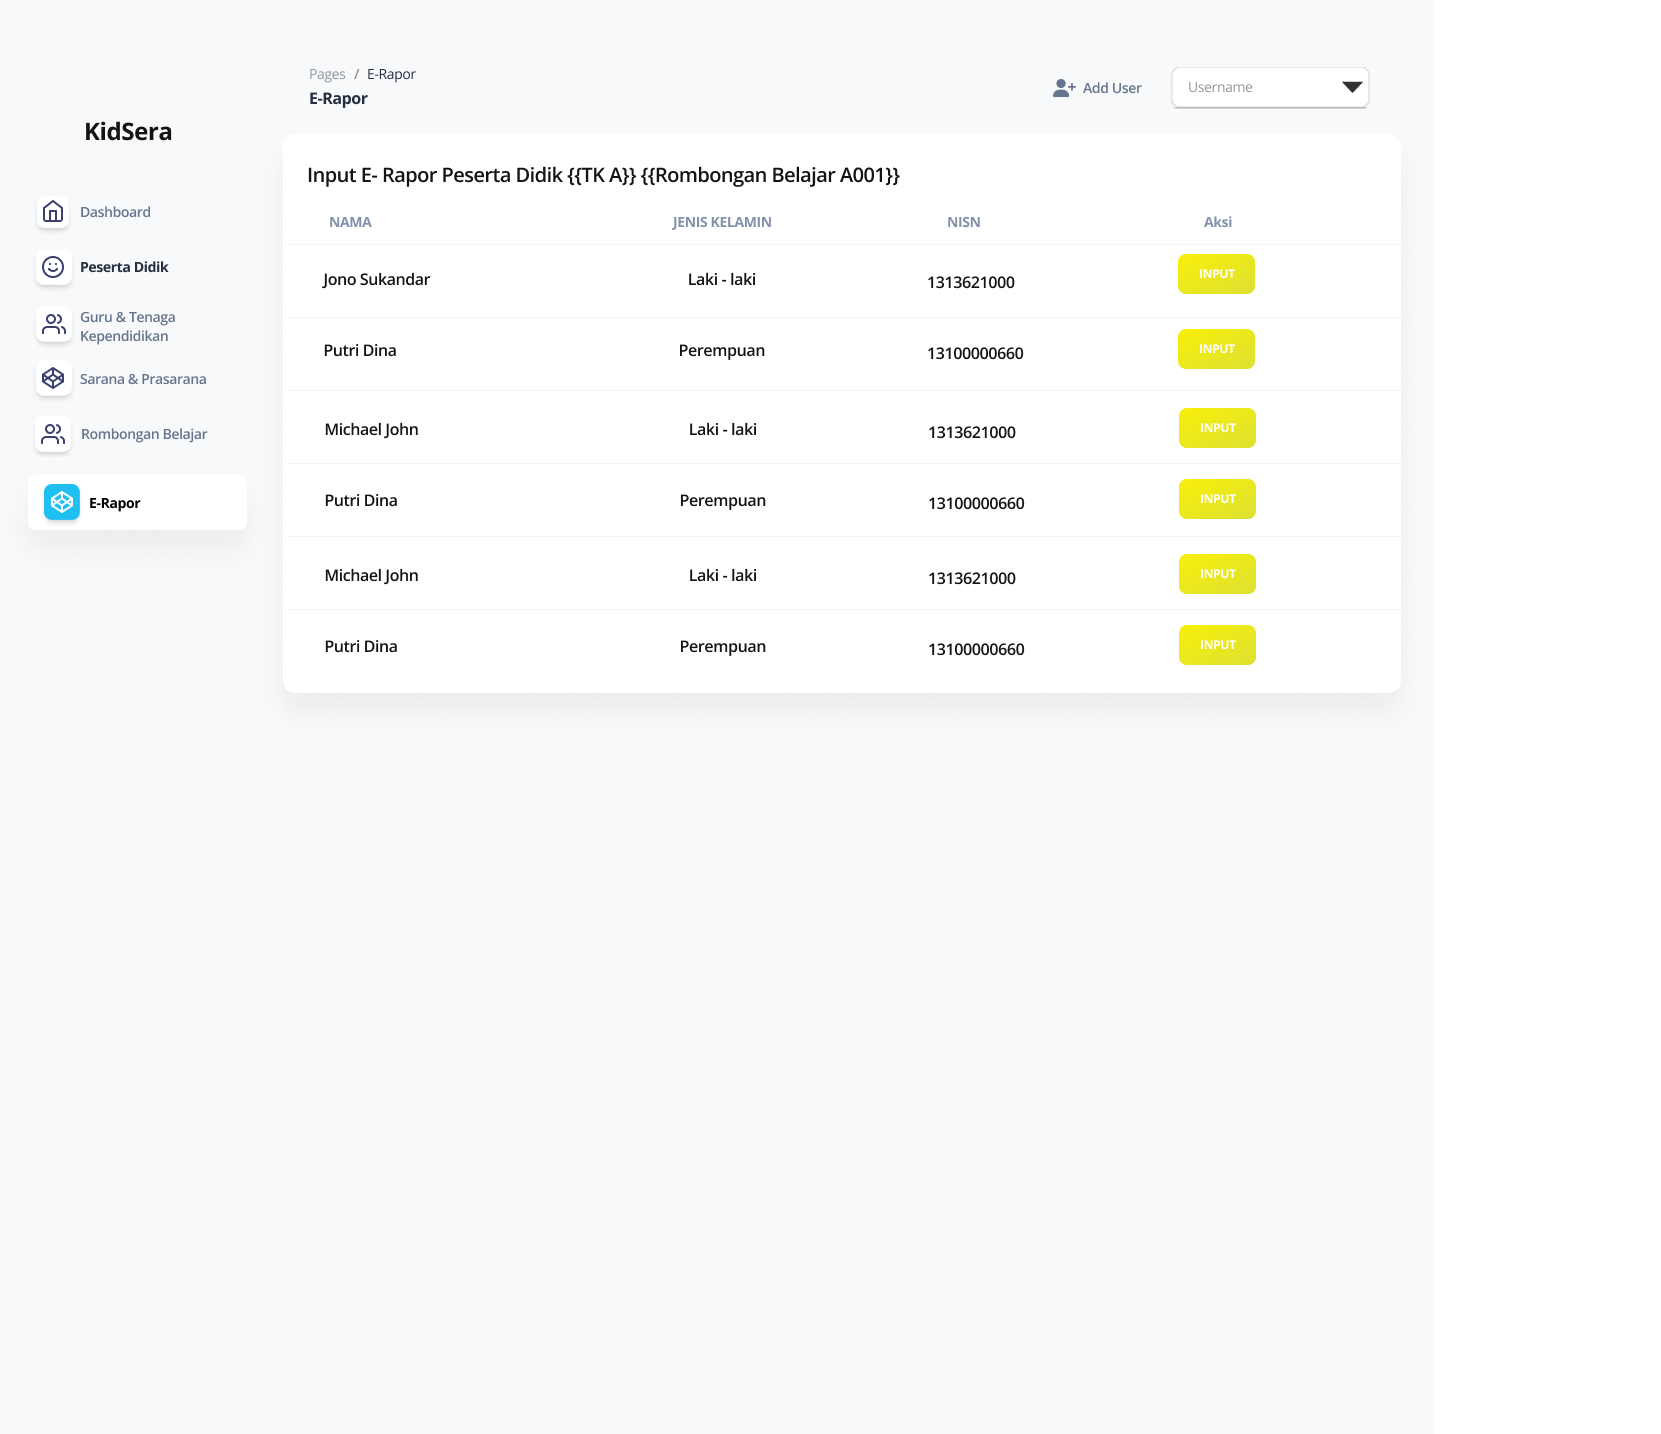 Pages / E-Rapor
E-Rapor
Add User
Username
KidSera
Dashboard
Peserta Didik
Guru & Tenaga
Kependidikan
Sarana & Prasarana
Rombongan Belajar
E-Rapor
Input E- Rapor Peserta Didik {{TK A}} {{Rombongan Belajar A001}}
NAMA JENIS KELAMIN NISN Aksi
Jono Sukandar Laki - laki 1313621000 INPUT
Putri Dina Perempuan 13100000660 INPUT
Michael John Laki - laki 1313621000 INPUT
Putri Dina Perempuan 13100000660 INPUT
Michael John Laki - laki 1313621000 INPUT
Putri Dina Perempuan 13100000660 INPUT